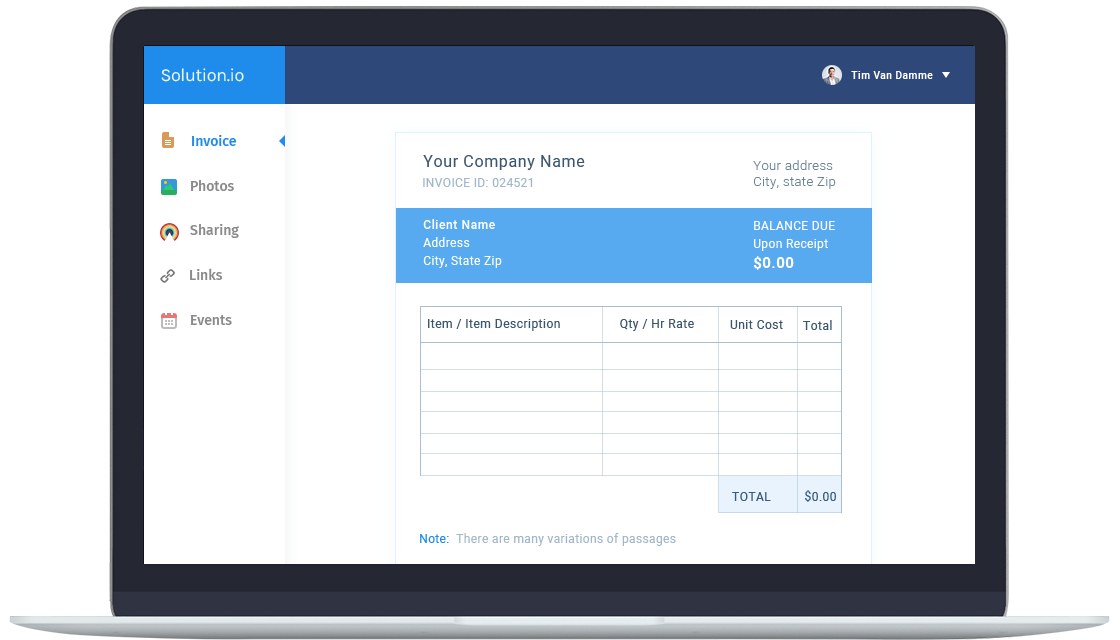 Solution.io
Tim Van Damme
Invoice
Photos
Sharing
Links
Events
Your Company Name
INVOICE ID: 024521
Your address
City, state Zip
Client Name
Address
City, State Zip
BALANCE DUE
Upon Receipt
$0.00
Item / Item Description Qty / Hr Rate Unit Cost Total
TOTAL $0.00
Note: There are many variations of passages